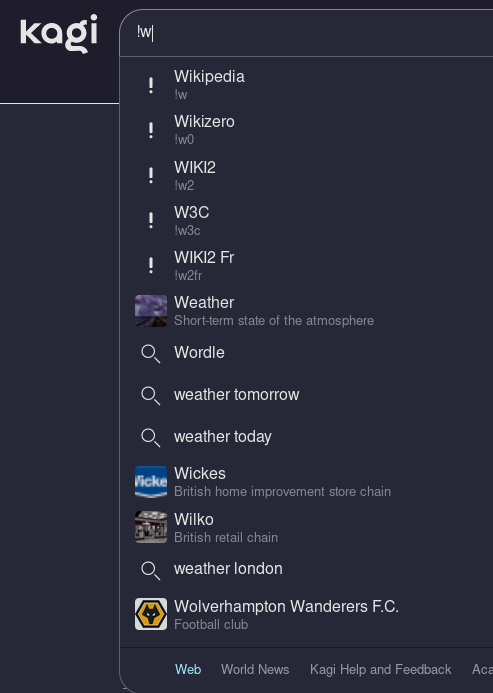 kagi
!w
Wikipedia
!w
Wikizero
!w0
WIKI2
!w2
W3C
!w3c
WIKI2 Fr
!w2fr
Weather
Short-term state of the atmosphere
Wordle
weather tomorrow
weather today
Wickes
British home improvement store chain
Wilko
British retail chain
weather london
Wolverhampton Wanderers F.C.
Football club
Web World News Kagi Help and Feedback Aca